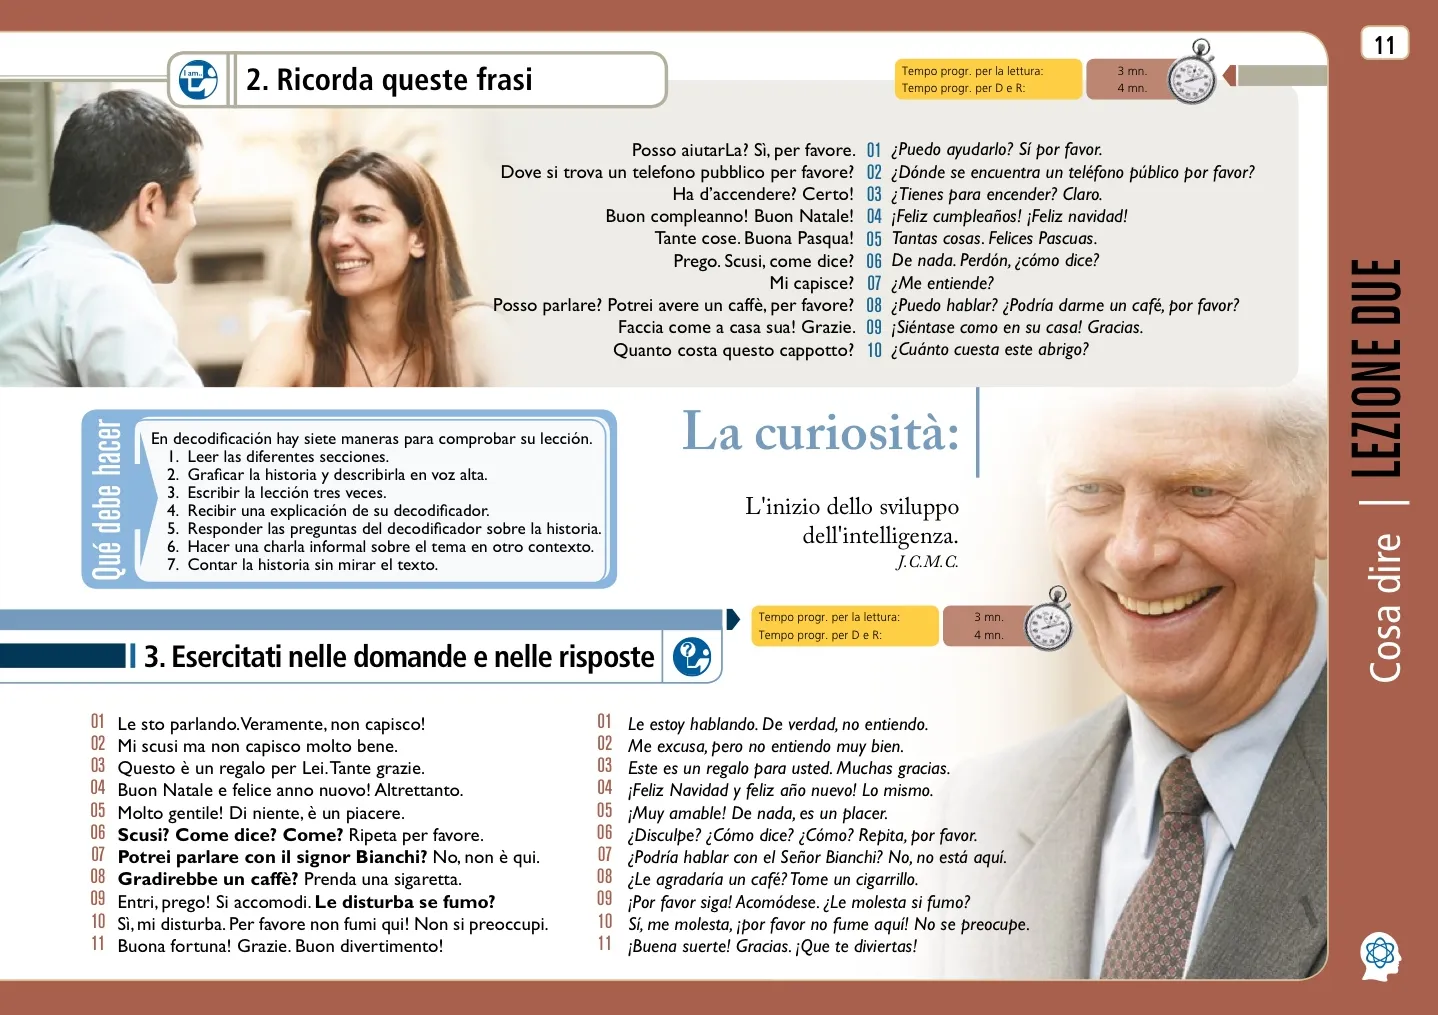 11
I am...
2. Ricorda queste frasi
Tempo progr. per la lettura: 3 mn.
Tempo progr. per D e R: 4 mn.
Posso aiutarLa? Sì, per favore. 01 ¿Puedo ayudarlo? Sí por favor.
Dove si trova un telefono pubblico per favore? 02 ¿Dónde se encuentra un teléfono público por favor?
Ha d'accendere? Certo! 03 ¿Tienes para encender? Claro.
Buon compleanno! Buon Natale! 04 ¡Feliz cumpleaños! ¡Feliz navidad!
Tante cose. Buona Pasqua! 05 Tantas cosas. Felices Pascuas.
Prego. Scusi, come dice? 06 De nada. Perdón, ¿cómo dice?
Mi capisce? 07 ¿Me entiende?
Posso parlare? Potrei avere un caffè, per favore? 08 ¿Puedo hablar? ¿Podría darme un café, por favor?
Faccia come a casa sua! Grazie. 09 ¡Siéntase como en su casa! Gracias.
Quanto costa questo cappotto? 10 ¿Cuánto cuesta este abrigo?
Qué debe hacer
En decodificación hay siete maneras para comprobar su lección.
1. Leer las diferentes secciones.
2. Graficar la historia y describirla en voz alta.
3. Escribir la lección tres veces.
4. Recibir una explicación de su decodificador.
5. Responder las preguntas del decodificador sobre la historia.
6. Hacer una charla informal sobre el tema en otro contexto.
7. Contar la historia sin mirar el texto.
La curiosità:
L'inizio dello sviluppo
dell'intelligenza.
J.C.M.C.
Tempo progr. per la lettura: 3 mn.
Tempo progr. per D e R: 4 mn.
3. Esercitati nelle domande e nelle risposte
?
01 Le sto parlando. Veramente, non capisco! 01 Le estoy hablando. De verdad, no entiendo.
02 Mi scusi ma non capisco molto bene. 02 Me excusa, pero no entiendo muy bien.
03 Questo è un regalo per Lei. Tante grazie. 03 Este es un regalo para usted. Muchas gracias.
04 Buon Natale e felice anno nuovo! Altrettanto. 04 ¡Feliz Navidad y feliz año nuevo! Lo mismo.
05 Molto gentile! Di niente, è un piacere. 05 ¡Muy amable! De nada, es un placer.
06 Scusi? Come dice? Come? Ripeta per favore. 06 ¿Disculpe? ¿Cómo dice? ¿Cómo? Repita, por favor.
07 Potrei parlare con il signor Bianchi? No, non è qui. 07 ¿Podría hablar con el Señor Bianchi? No, no está aquí.
08 Gradirebbe un caffè? Prenda una sigaretta. 08 ¿Le agradaría un café? Tome un cigarrillo.
09 Entri, prego! Si accomodi. Le disturba se fumo? 09 ¡Por favor siga! Acomódese. ¿Le molesta si fumo?
10 Sì, mi disturba. Per favore non fumi qui! Non si preoccupi. 10 Sí, me molesta, ¡por favor no fume aquí! No se preocupe.
11 Buona fortuna! Grazie. Buon divertimento! 11 ¡Buena suerte! Gracias. ¡Que te diviertas!
Cosa dire | LEZIONE DUE